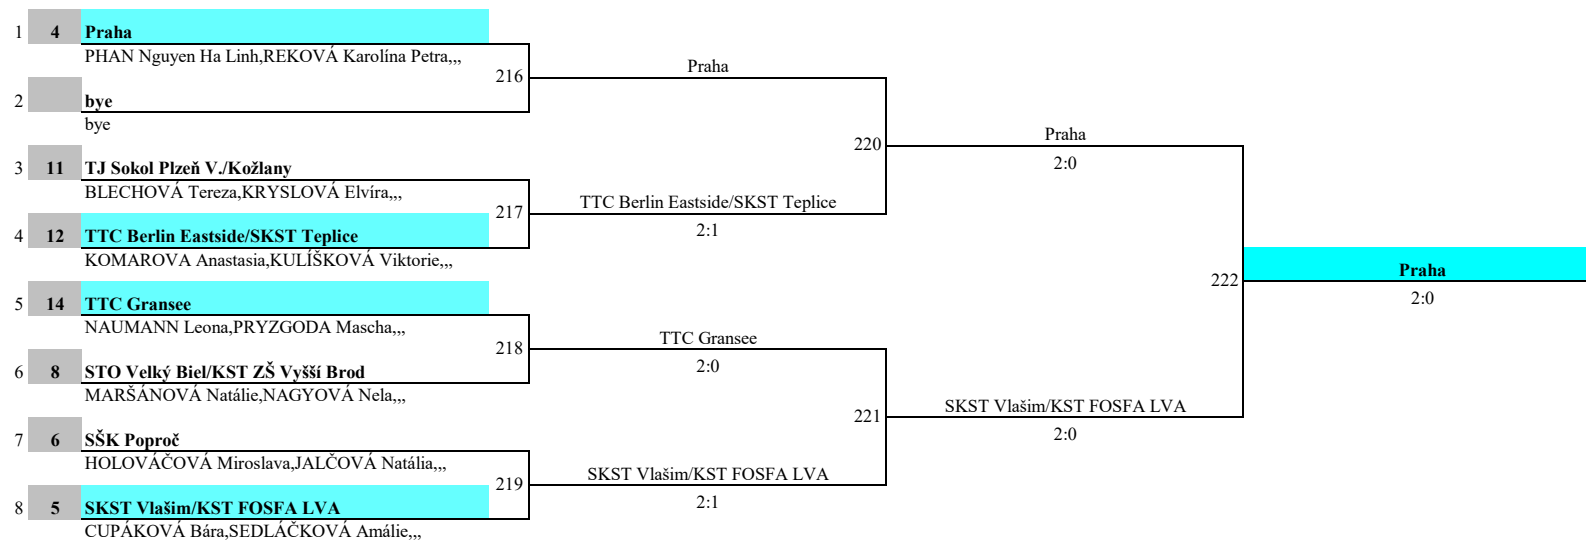 1 4 Praha
PHAN Nguyen Ha Linh,REKOVÁ Karolína Petra,,,
216
Praha
2 bye
bye
220
Praha
2:0
3 11 TJ Sokol Plzeň V./Kožlany
BLECHOVÁ Tereza,KRYSLOVÁ Elvíra,,,
217
TTC Berlin Eastside/SKST Teplice
2:1
4 12 TTC Berlin Eastside/SKST Teplice
KOMAROVA Anastasia,KULÍŠKOVÁ Viktorie,,,
222
Praha
2:0
5 14 TTC Gransee
NAUMANN Leona,PRYZGODA Mascha,,,
218
TTC Gransee
2:0
6 8 STO Velký Biel/KST ZŠ Vyšší Brod
MARŠÁNOVÁ Natálie,NAGYOVÁ Nela,,,
221
SKST Vlašim/KST FOSFA LVA
2:0
7 6 SŠK Poproč
HOLOVÁČOVÁ Miroslava,JALČOVÁ Natália,,,
219
SKST Vlašim/KST FOSFA LVA
2:1
8 5 SKST Vlašim/KST FOSFA LVA
CUPÁKOVÁ Bára,SEDLÁČKOVÁ Amálie,,,